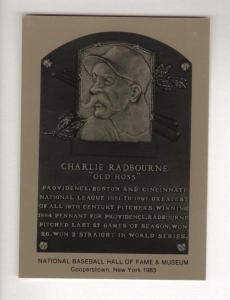 CHARLIE RADBOURNE
"OLD HOSS"
PROVIDENCE, BOSTON AND CINCINNATI
NATIONAL LEAGUE 1881 TO 1891. GREATEST
OF ALL 19TH CENTURY PITCHERS. WINNING
1884 PENNANT FOR PROVIDENCE, RADBOURNE
PITCHED LAST 27 GAMES OF SEASON, WON
26. WON 3 STRAIGHT IN WORLD SERIES.
NATIONAL BASEBALL HALL OF FAME & MUSEUM
Cooperstown, New York 1983